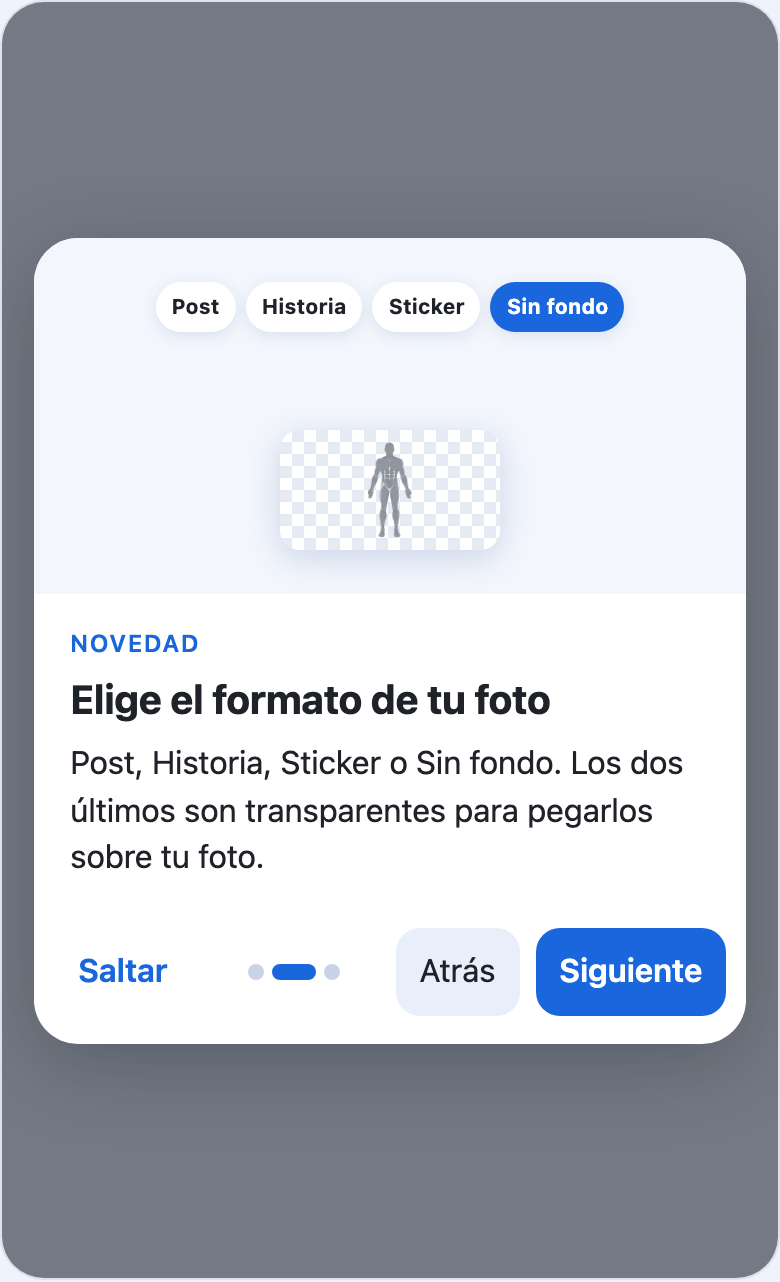 Post Historia Sticker Sin fondo
NOVEDAD
Elige el formato de tu foto
Post, Historia, Sticker o Sin fondo. Los dos
últimos son transparentes para pegarlos
sobre tu foto.
Saltar Atrás Siguiente